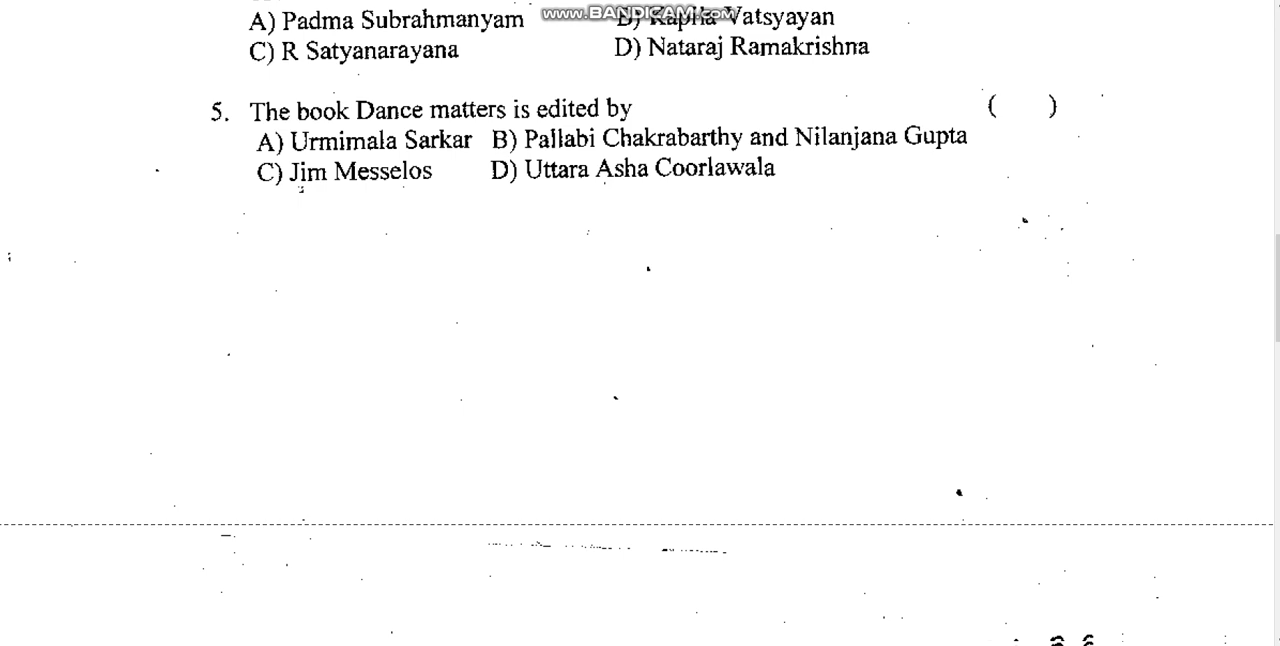 A) Padma Subrahmanyam B) Kapila Vatsyayan
www.BANDICAM.com
C) R Satyanarayana D) Nataraj Ramakrishna
5. The book Dance matters is edited by ( )
A) Urmimala Sarkar B) Pallabi Chakrabarthy and Nilanjana Gupta
C) Jim Messelos D) Uttara Asha Coorlawala